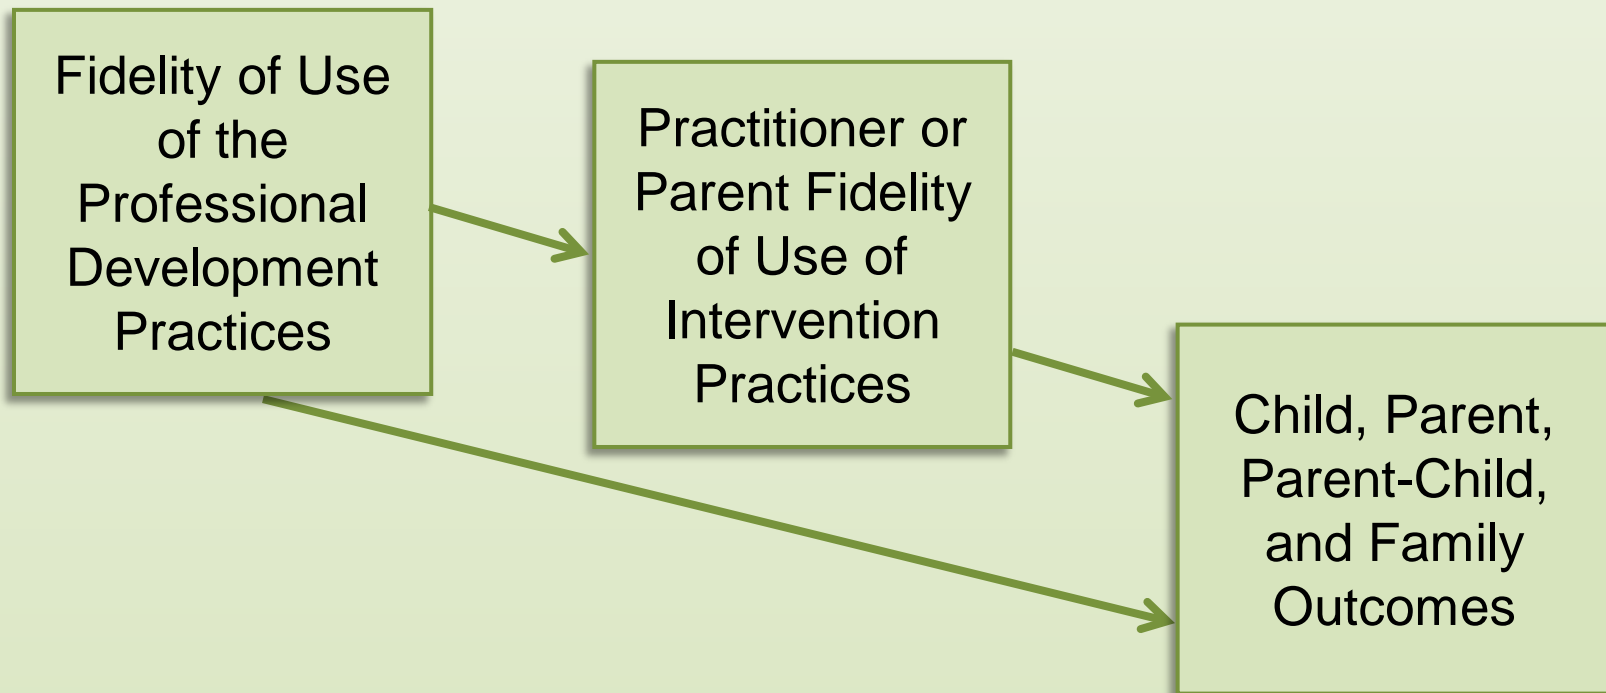 Fidelity of Use
of the
Professional
Development
Practices
Practitioner or
Parent Fidelity
of Use of
Intervention
Practices
Child, Parent,
Parent-Child,
and Family
Outcomes